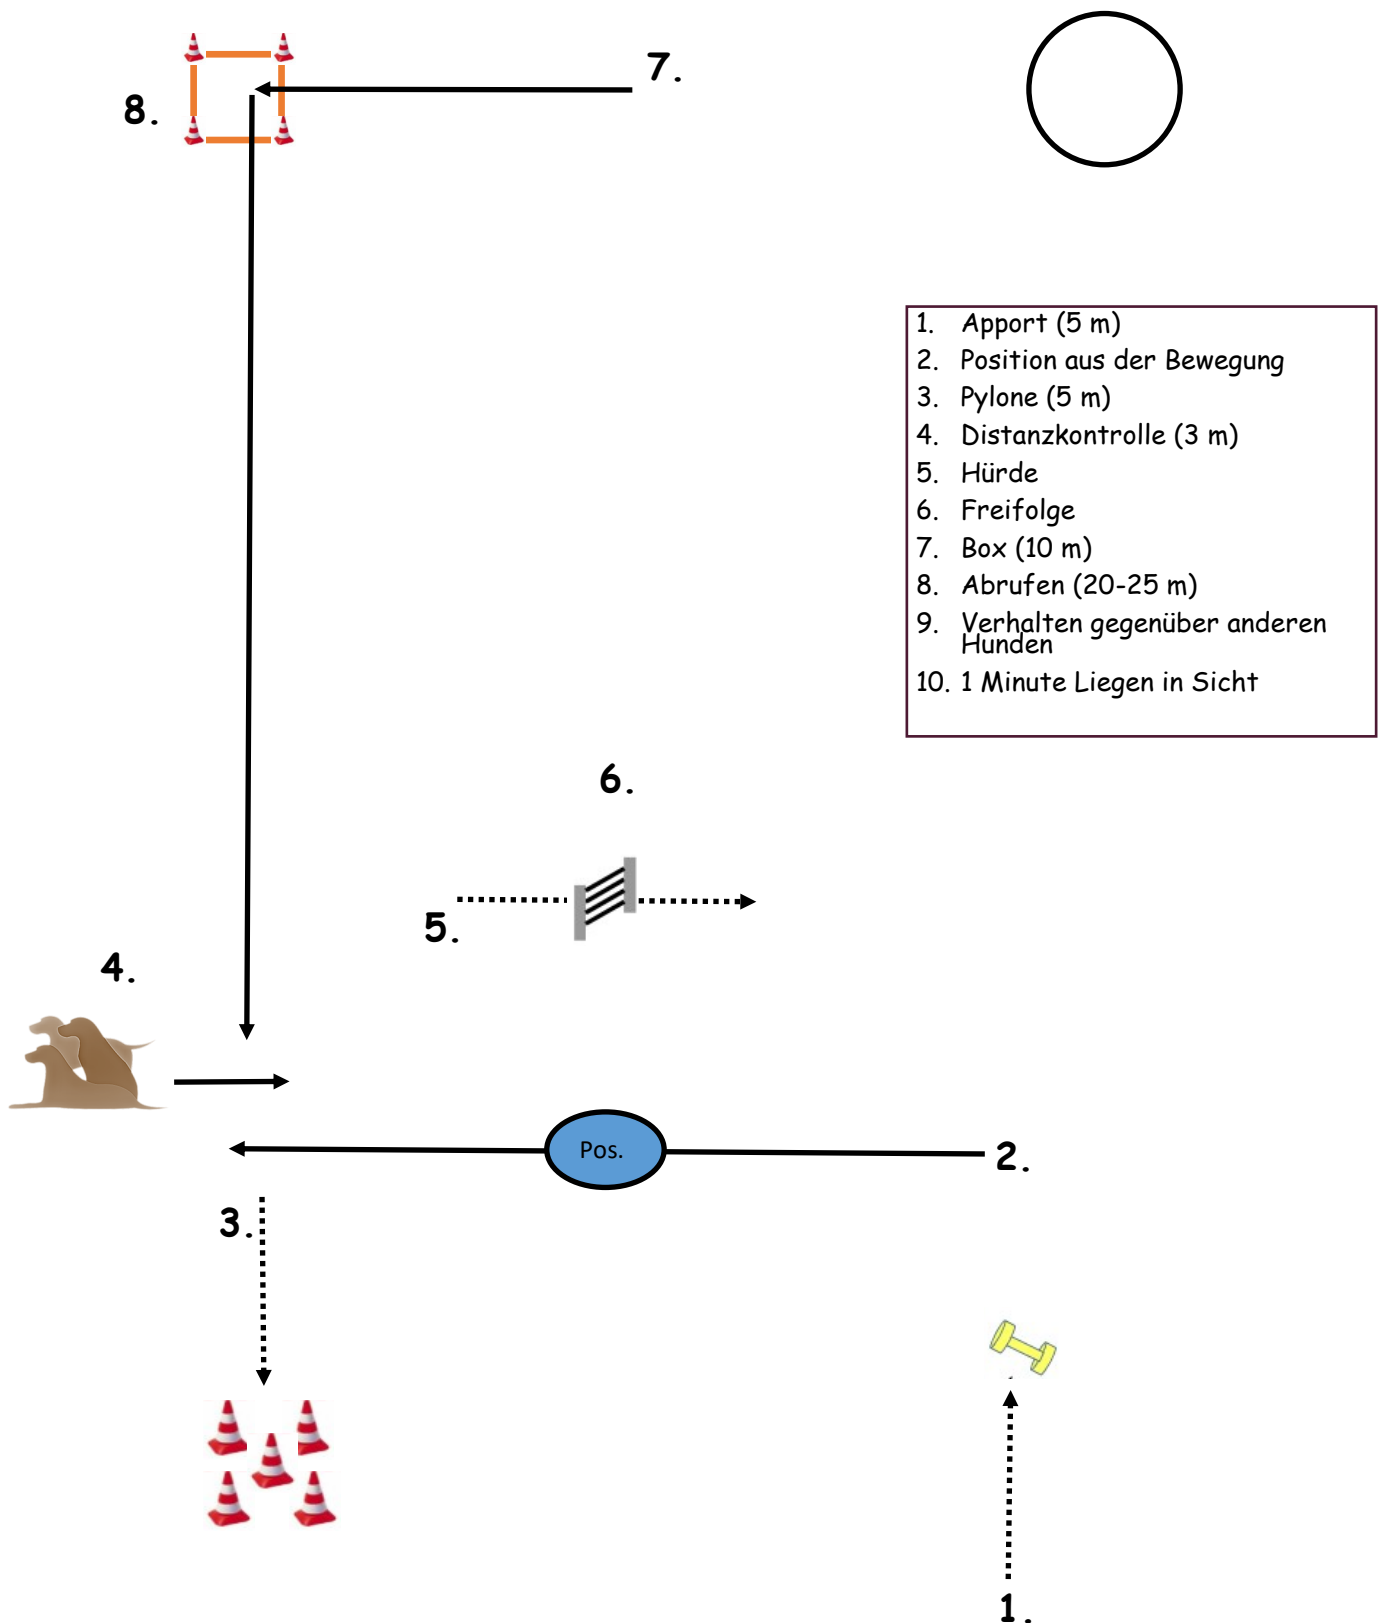 7.
8.
1. Apport (5 m)
2. Position aus der Bewegung
3. Pylone (5 m)
4. Distanzkontrolle (3 m)
5. Hürde
6. Freifolge
7. Box (10 m)
8. Abrufen (20-25 m)
9. Verhalten gegenüber anderen
Hunden
10. 1 Minute Liegen in Sicht
6.
5.
4.
Pos.
2.
3.
1.